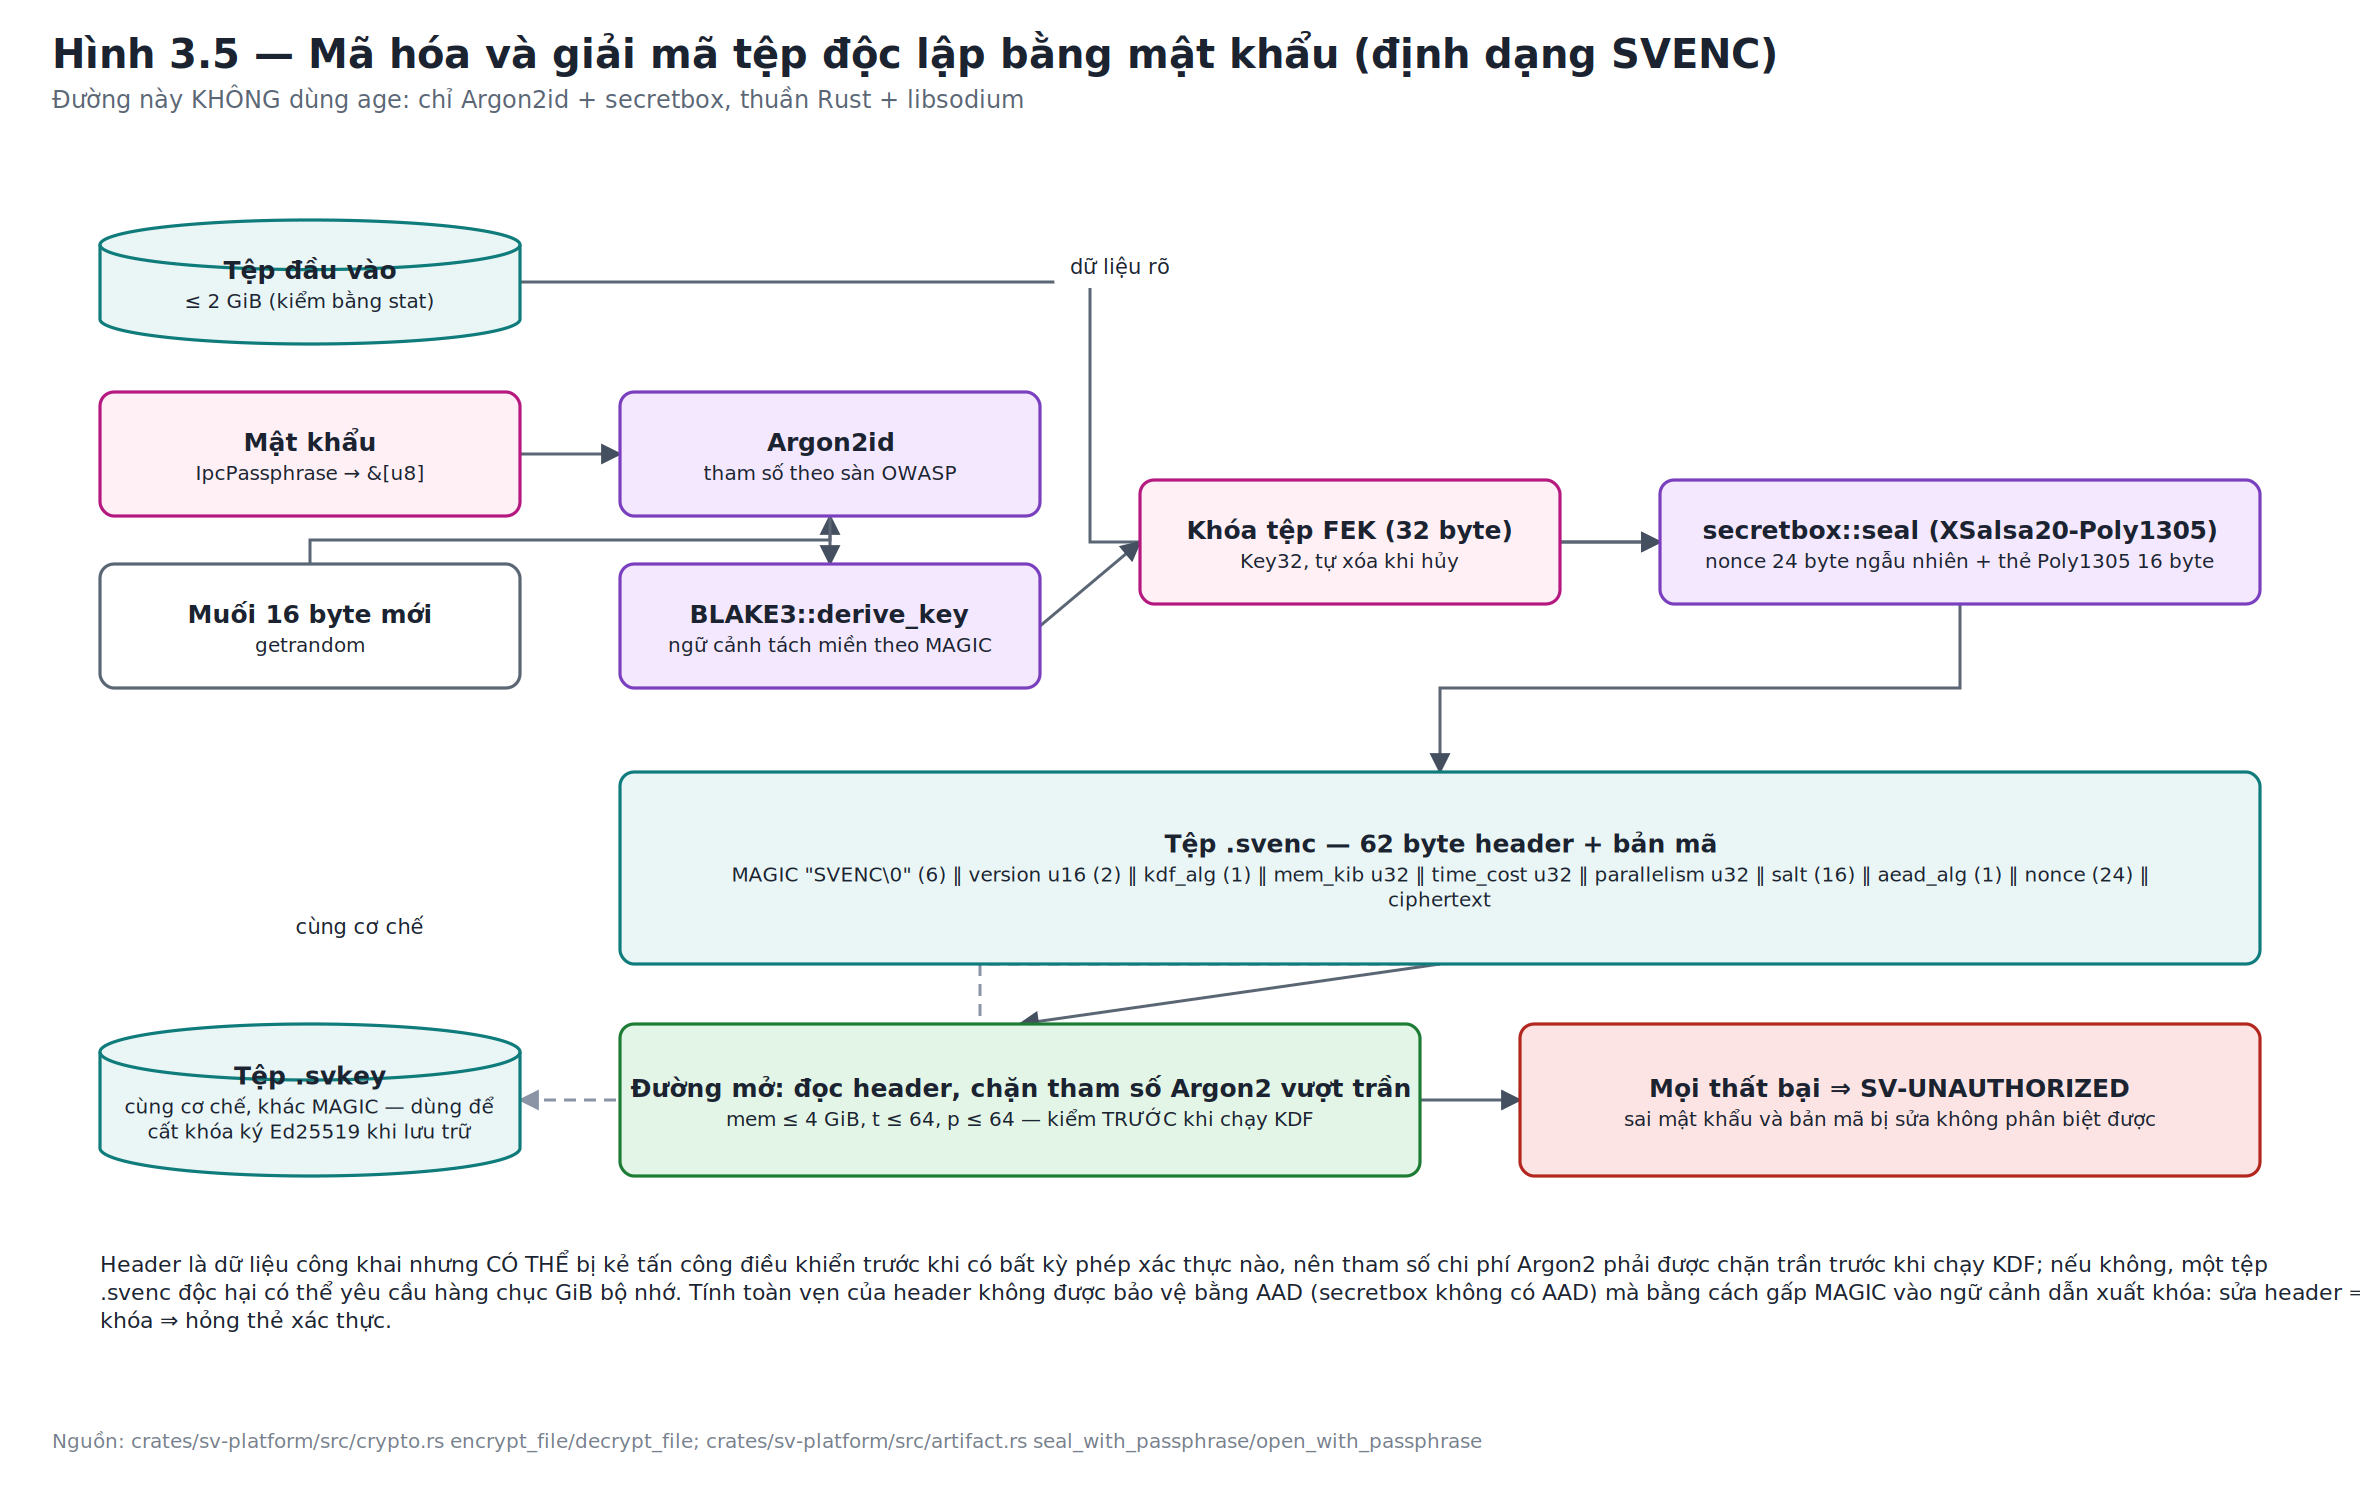 Hình 3.5 — Mã hóa và giải mã tệp độc lập bằng mật khẩu (định dạng SVENC)
Đường này KHÔNG dùng age: chỉ Argon2id + secretbox, thuần Rust + libsodium
dữ liệu rõ
Tệp đầu vào
≤ 2 GiB (kiểm bằng stat)
Mật khẩu
IpcPassphrase → &[u8]
Argon2id
tham số theo sàn OWASP
Khóa tệp FEK (32 byte)
Key32, tự xóa khi hủy
secretbox::seal (XSalsa20-Poly1305)
nonce 24 byte ngẫu nhiên + thẻ Poly1305 16 byte
Muối 16 byte mới
getrandom
BLAKE3::derive_key
ngữ cảnh tách miền theo MAGIC
Tệp .svenc — 62 byte header + bản mã
MAGIC "SVENC\0" (6) ‖ version u16 (2) ‖ kdf_alg (1) ‖ mem_kib u32 ‖ time_cost u32 ‖ parallelism u32 ‖ salt (16) ‖ aead_alg (1) ‖ nonce (24) ‖
ciphertext
cùng cơ chế
Tệp .svkey
cùng cơ chế, khác MAGIC — dùng để
cất khóa ký Ed25519 khi lưu trữ
Đường mở: đọc header, chặn tham số Argon2 vượt trần
mem ≤ 4 GiB, t ≤ 64, p ≤ 64 — kiểm TRƯỚC khi chạy KDF
Mọi thất bại ⇒ SV-UNAUTHORIZED
sai mật khẩu và bản mã bị sửa không phân biệt được
Header là dữ liệu công khai nhưng CÓ THỂ bị kẻ tấn công điều khiển trước khi có bất kỳ phép xác thực nào, nên tham số chi phí Argon2 phải được chặn trần trước khi chạy KDF; nếu không, một tệp
.svenc độc hại có thể yêu cầu hàng chục GiB bộ nhớ. Tính toàn vẹn của header không được bảo vệ bằng AAD (secretbox không có AAD) mà bằng cách gấp MAGIC vào ngữ cảnh dẫn xuất khóa: sửa header
khóa ⇒ hỏng thẻ xác thực.
Nguồn: crates/sv-platform/src/crypto.rs encrypt_file/decrypt_file; crates/sv-platform/src/artifact.rs seal_with_passphrase/open_with_passphrase